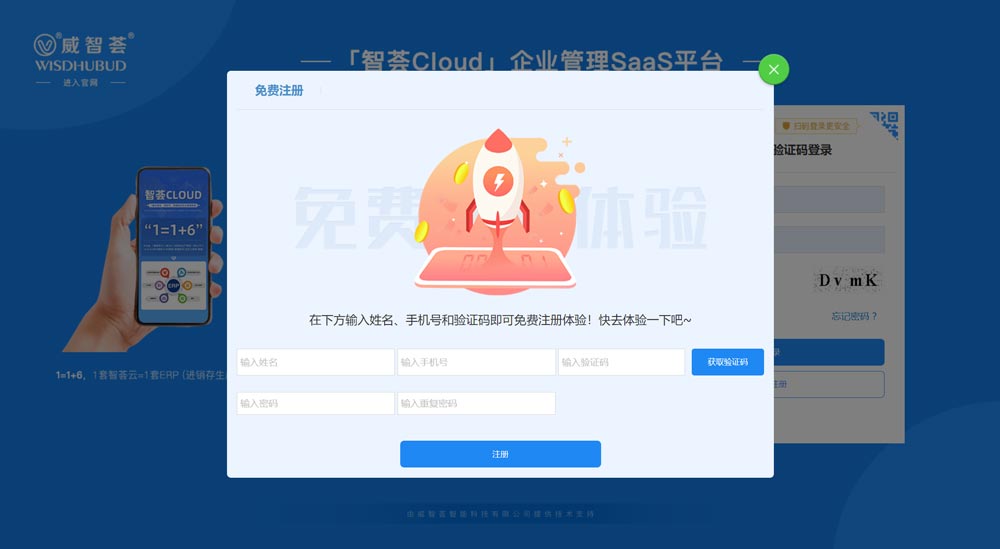 威智荟
WISDHUBUD
进入官网
「智荟Cloud」企业管理SaaS平台
免费注册
扫码登录更安全
验证码登录
免费 体验
智荟CLOUD
“1=1+6”
ERP
DvmK
忘记密码？
在下方输入姓名、手机号和验证码即可免费注册体验！快去体验一下吧~
输入姓名
输入手机号
输入验证码
获取验证码
1=1+6，1套智荟云=1套ERP (进销存生
输入密码
输入重复密码
注册
由威智荟智能科技有限公司提供技术支持